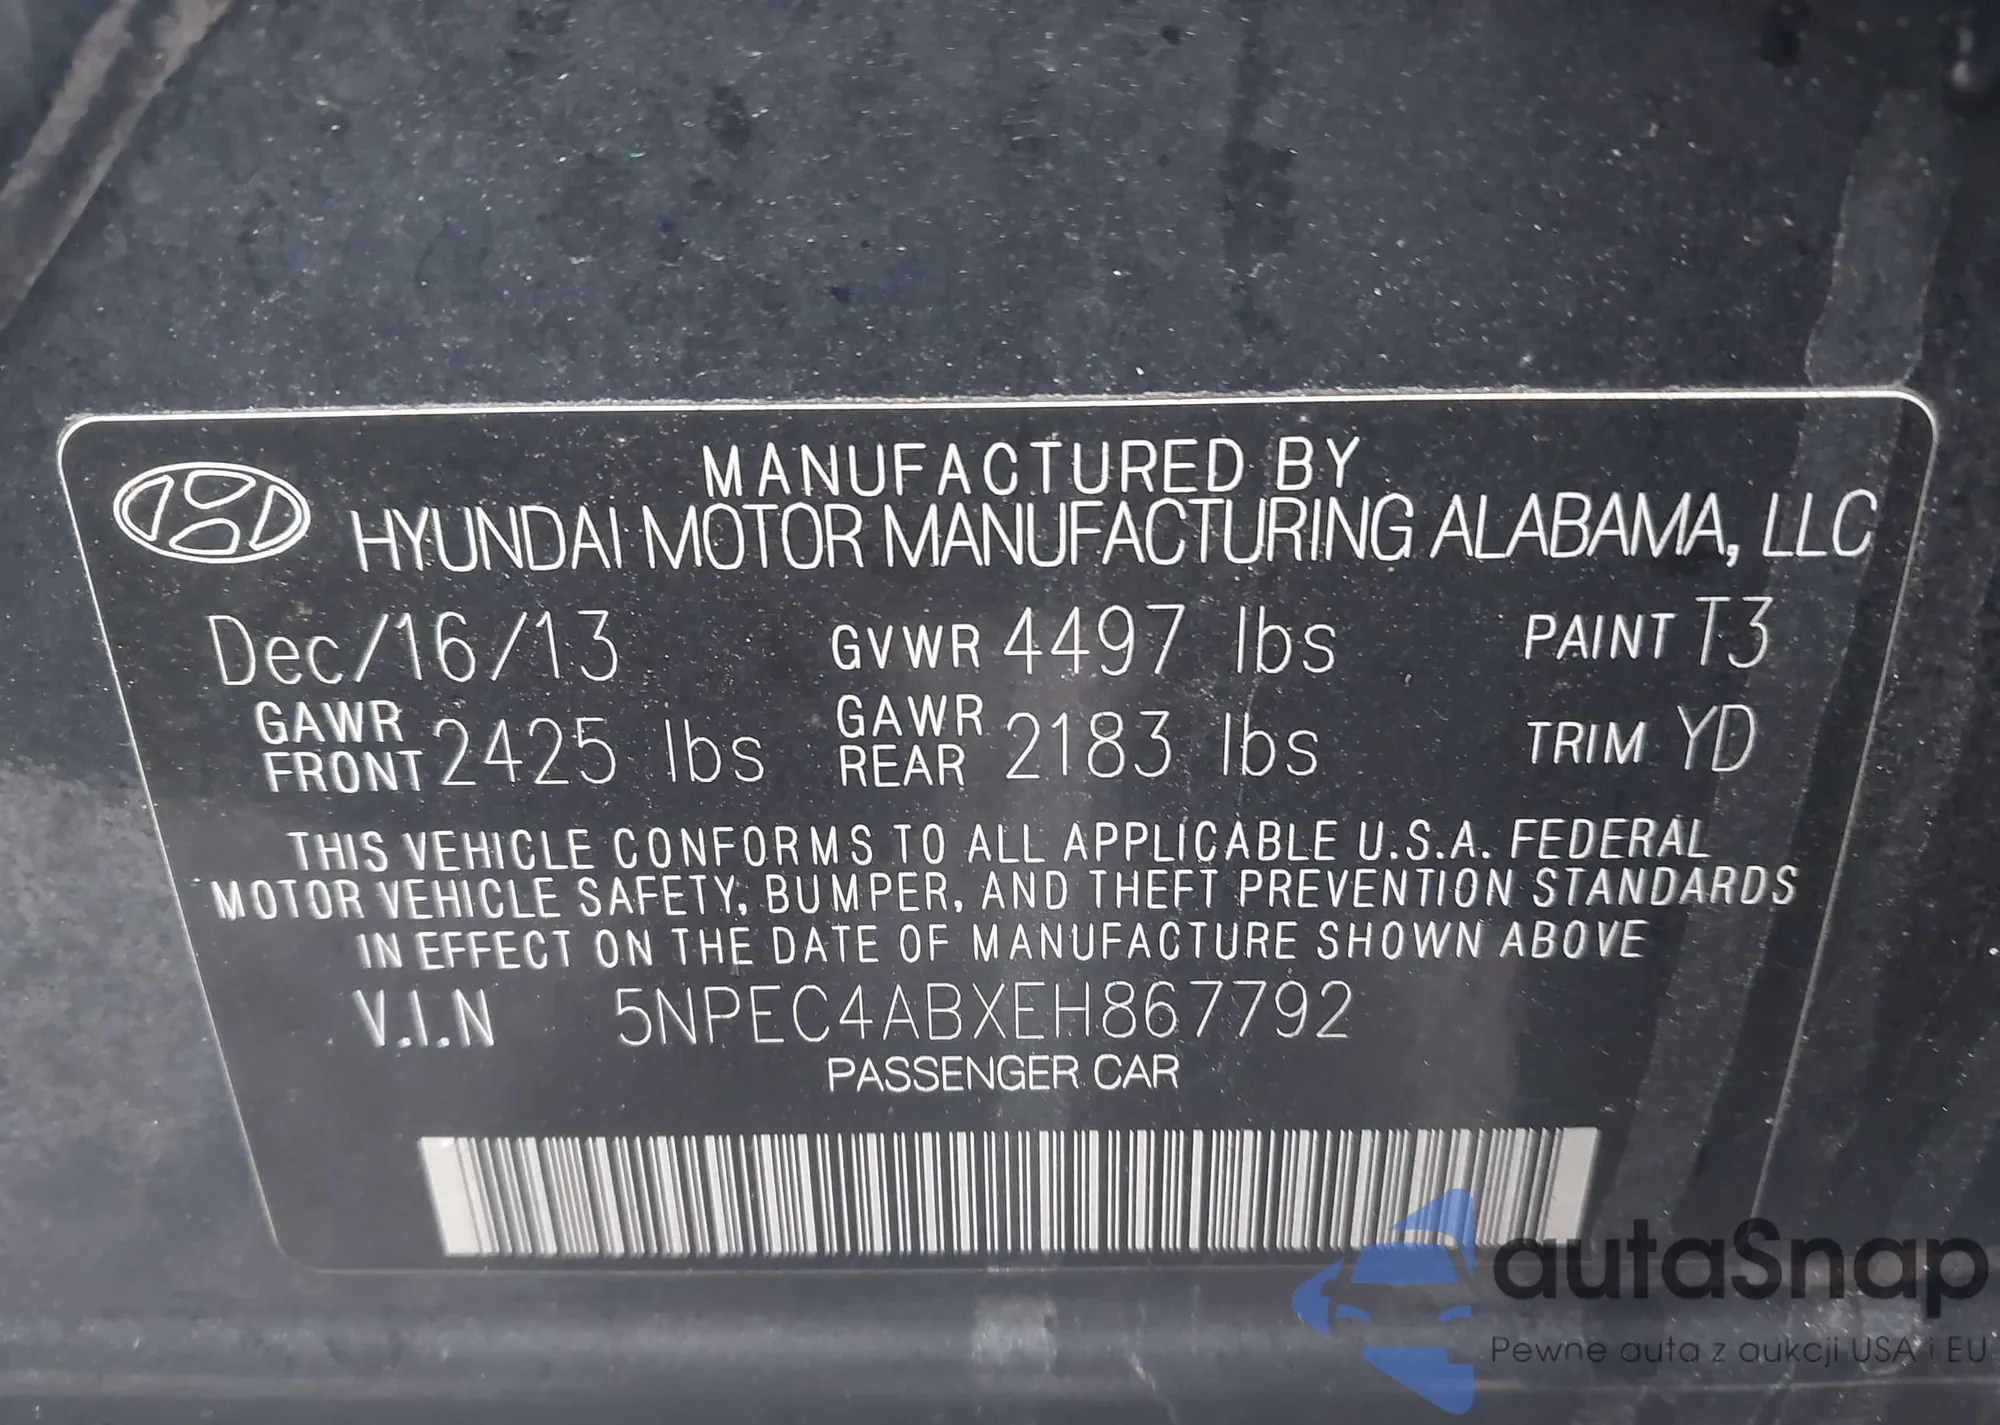 MANUFACTURED BY
HYUNDAI MOTOR MANUFACTURING ALABAMA, LLC
Dec/16/13 GVWR 4497 lbs PAINT T3
GAWR FRONT 2425 lbs GAWR REAR 2183 lbs TRIM YD
THIS VEHICLE CONFORMS TO ALL APPLICABLE U.S.A. FEDERAL
MOTOR VEHICLE SAFETY, BUMPER, AND THEFT PREVENTION STANDARDS
IN EFFECT ON THE DATE OF MANUFACTURE SHOWN ABOVE
V.I.N 5NPEC4ABXEH867792
PASSENGER CAR
autaSnap
Pewne auta z aukcji USA i EU